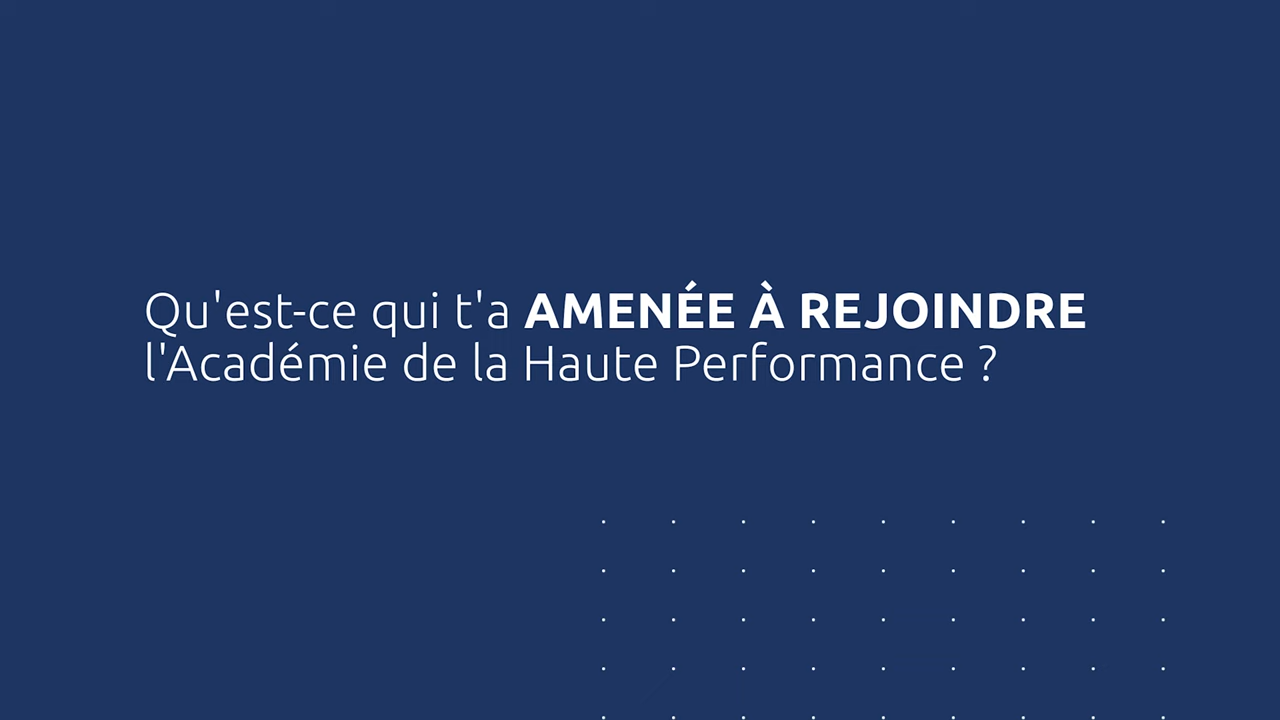 Qu'est-ce qui t'a AMENÉE À REJOINDRE
l'Académie de la Haute Performance ?